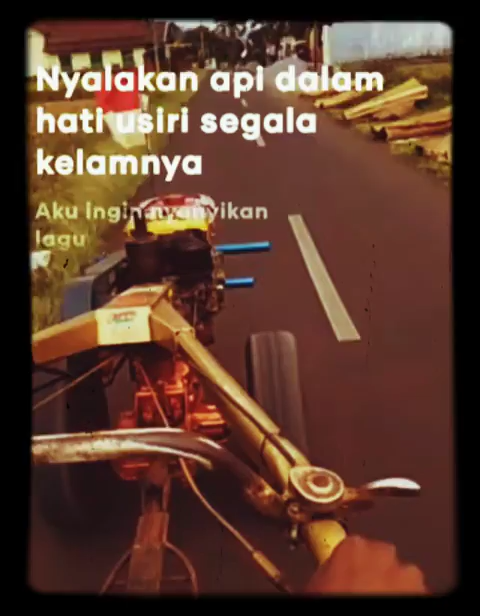 Nyalakan api dalam
hati usiri segala
kelamnya
Aku ingin nyanyikan
lagu